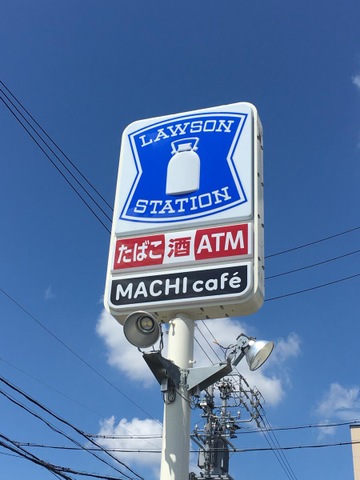 LAWSON
STATION
たばこ 酒 ATM
MACHI café